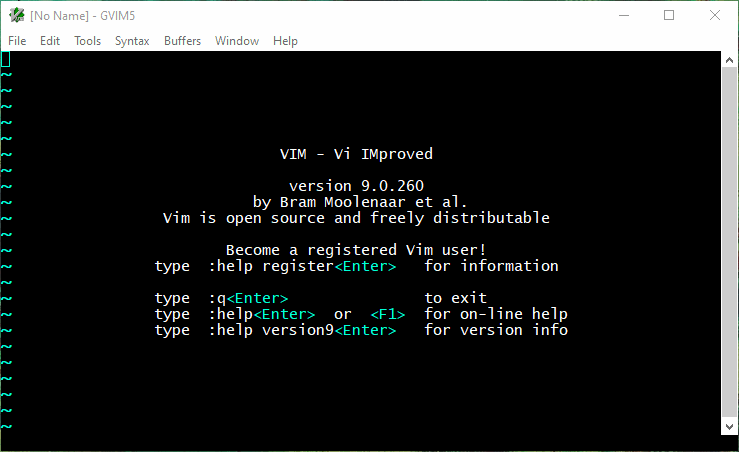 [No Name] - GVIM5
File Edit Tools Syntax Buffers Window Help
~
~
~
~
~
~ VIM - Vi IMproved
~
~ version 9.0.260
~ by Bram Moolenaar et al.
~ Vim is open source and freely distributable
~
~ Become a registered Vim user!
~ type :help register<Enter> for information
~
~ type :q<Enter> to exit
~ type :help<Enter> or <F1> for on-line help
~ type :help version9<Enter> for version info
~
~
~
~
~
~